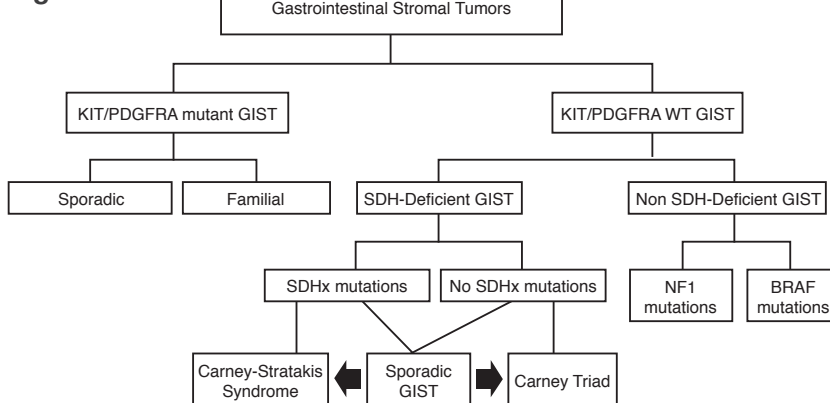 Gastrointestinal Stromal Tumors
KIT/PDGFRA mutant GIST
KIT/PDGFRA WT GIST
Sporadic
Familial
SDH-Deficient GIST
Non SDH-Deficient GIST
SDHx mutations
No SDHx mutations
NF1
mutations
BRAF
mutations
Carney-Stratakis
Syndrome
Sporadic
GIST
Carney Triad